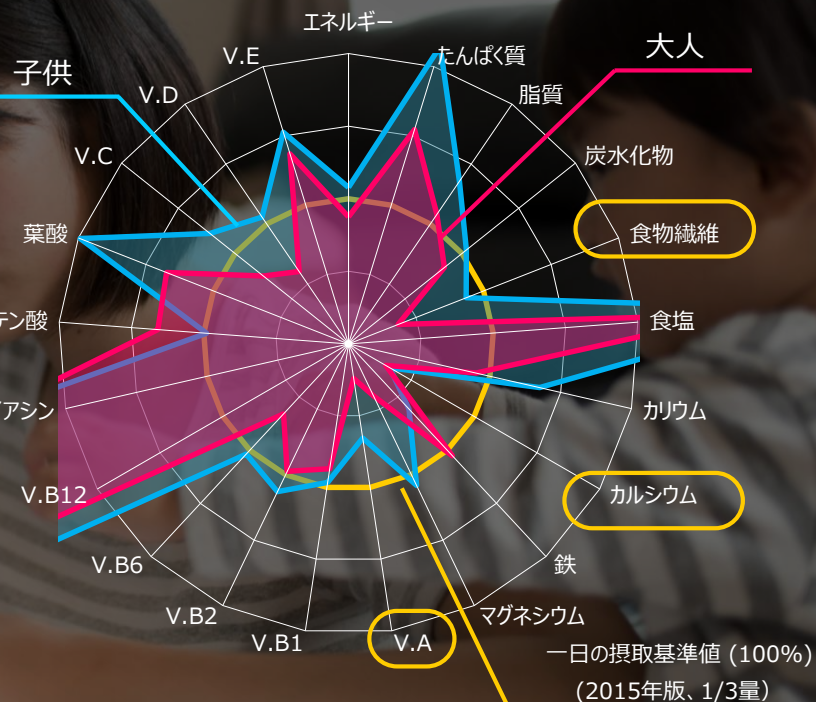 エネルギー
たんぱく質
脂質
炭水化物
食物繊維
食塩
カリウム
カルシウム
鉄
マグネシウム
V.A
V.B1
V.B2
V.B6
V.B12
アシン
テン酸
葉酸
V.C
V.D
V.E
子供
大人
一日の摂取基準値 (100%)
(2015年版、1/3量）